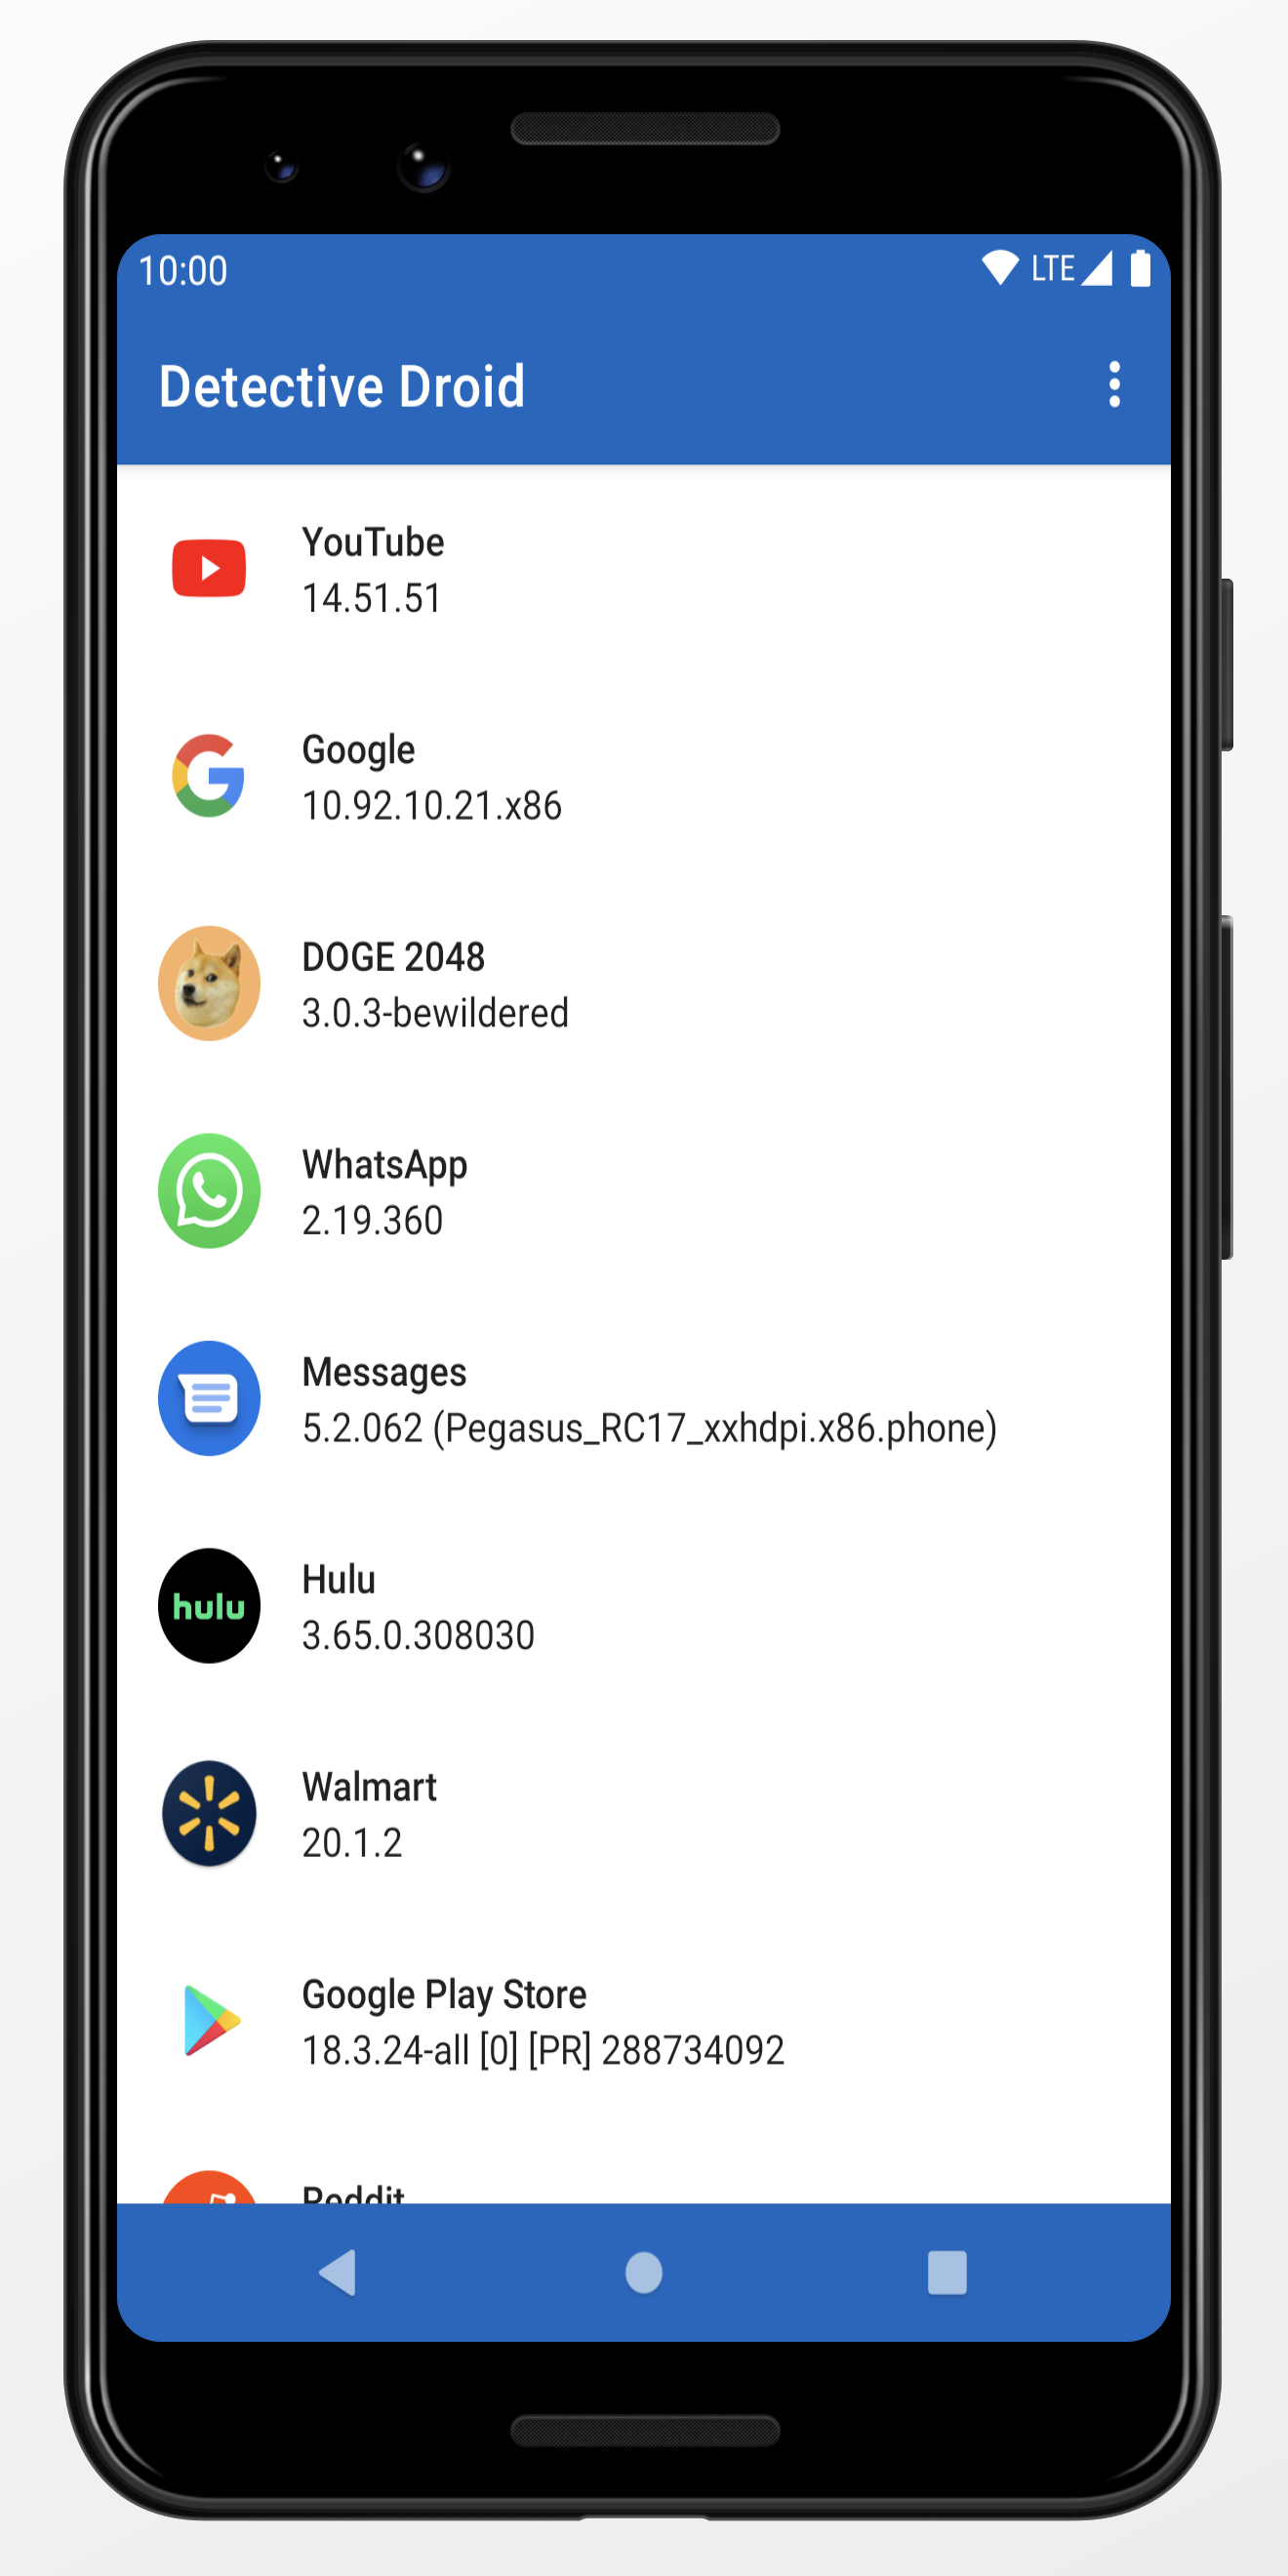 10:00
LTE
Detective Droid
YouTube
14.51.51
Google
10.92.10.21.x86
DOGE 2048
3.0.3-bewildered
WhatsApp
2.19.360
Messages
5.2.062 (Pegasus_RC17_xxhdpi.x86.phone)
hulu
Hulu
3.65.0.308030
Walmart
20.1.2
Google Play Store
18.3.24-all [0] [PR] 288734092
Reddit